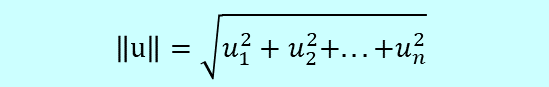 ‖u‖ = √(u₁² + u₂²+...+uₙ²)